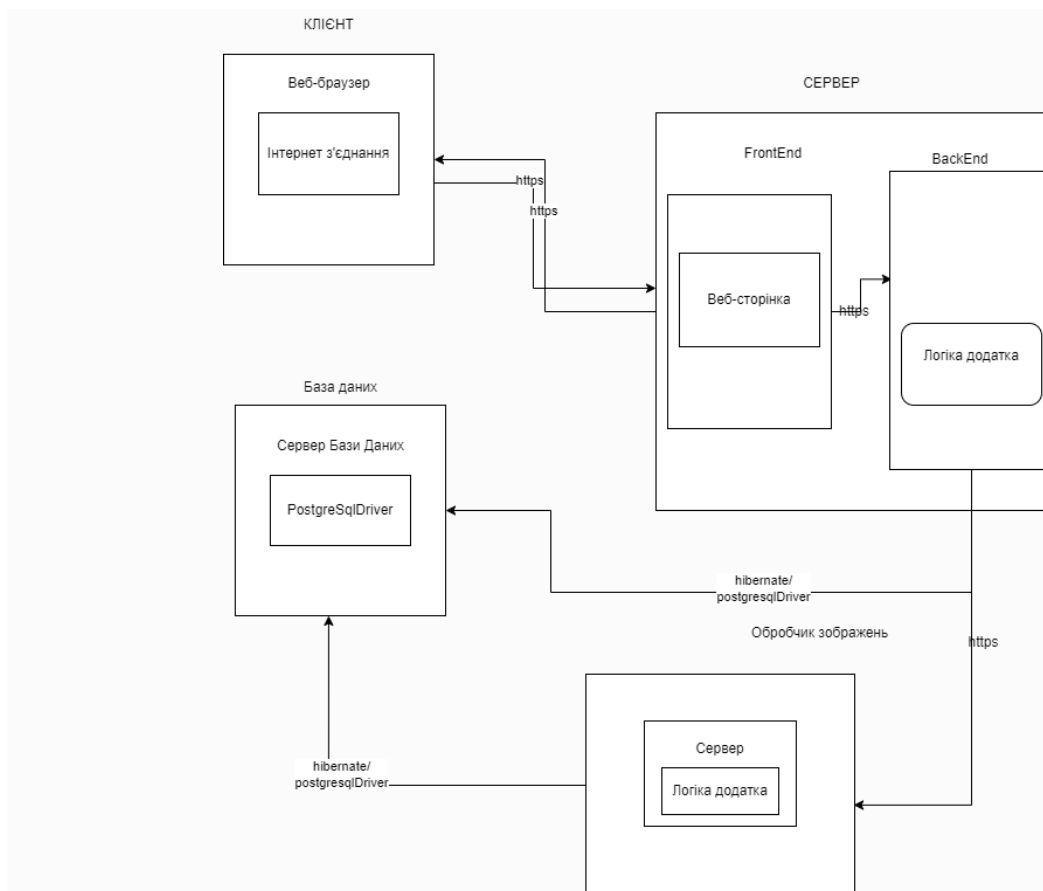 КЛІЄНТ
Веб-браузер
Інтернет з'єднання
СЕРВЕР
FrontEnd
BackEnd
https
https
Веб-сторінка
https
Логіка додатка
База даних
Сервер Бази Даних
PostgreSqlDriver
hibernate/
postgresqlDriver
Обробчик зображень
https
Сервер
Логіка додатка
hibernate/
postgresqlDriver